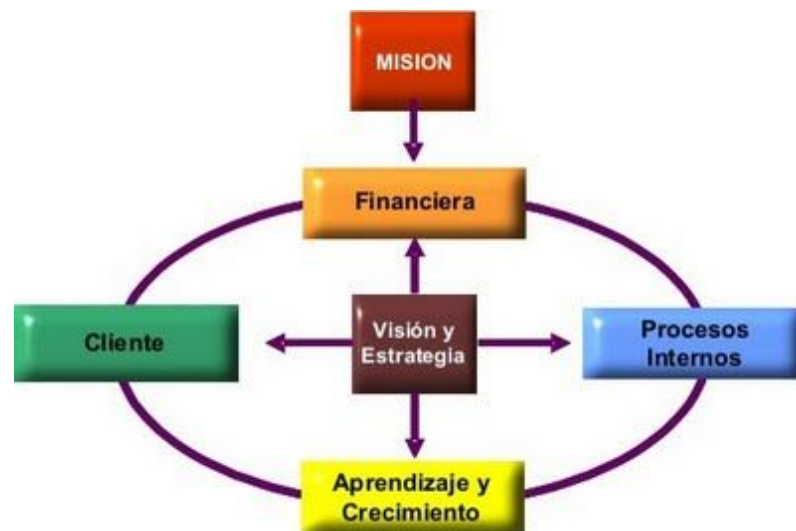 MISION
Financiera
Cliente
Visión y
Estrategia
Procesos
Internos
Aprendizaje y
Crecimiento